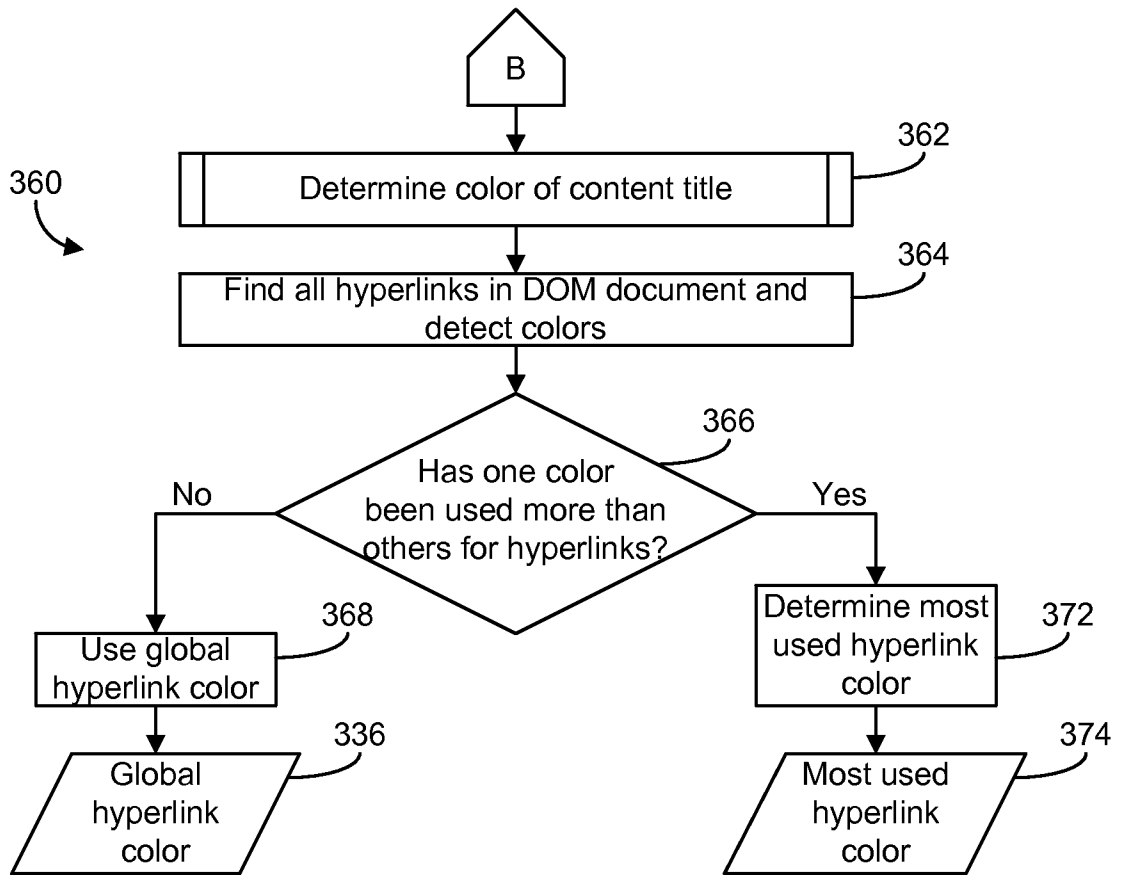 B
362
Determine color of content title
360
364
Find all hyperlinks in DOM document and
detect colors
366
Has one color
been used more than
others for hyperlinks?
No
Yes
368
Use global
hyperlink color
372
Determine most
used hyperlink
color
336
Global
hyperlink
color
374
Most used
hyperlink
color